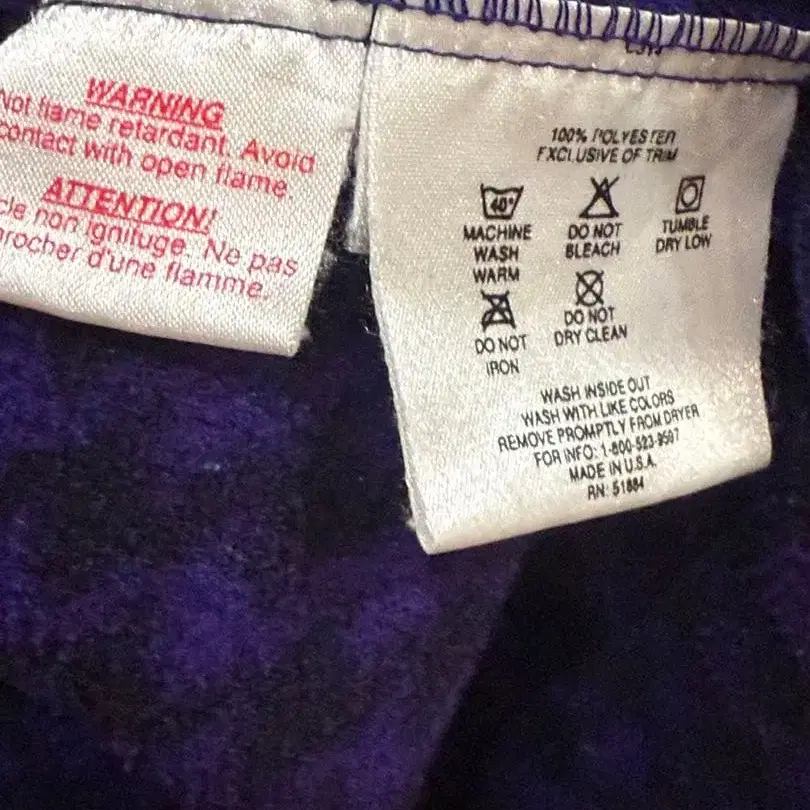 WARNING
Not flame retardant. Avoid
contact with open flame.
ATTENTION!
cle non ignifuge. Ne pas
procher d'une flamme.
100% POLYESTER
EXCLUSIVE OF TRIM
40°
MACHINE
WASH
WARM
DO NOT
BLEACH
TUMBLE
DRY LOW
DO NOT
IRON
DO NOT
DRY CLEAN
WASH INSIDE OUT
WASH WITH LIKE COLORS
REMOVE PROMPTLY FROM DRYER
FOR INFO: 1-800-523-9507
MADE IN U.S.A.
RN: 51884